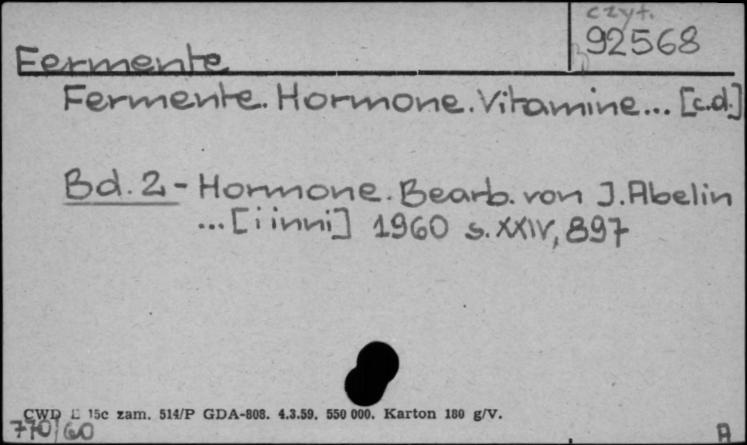 czyt.
92568
Fermente
Fermente. Hormone. Vitamine... [c.d.]
Bd. 2 - Hormone. Bearb. von J. Abelin
... [i inni] 1960 s. XXIV, 897
CWD E 15c zam. 514/P GDA-808. 4.3.59. 550 000. Karton 180 g/V.
770/60
A